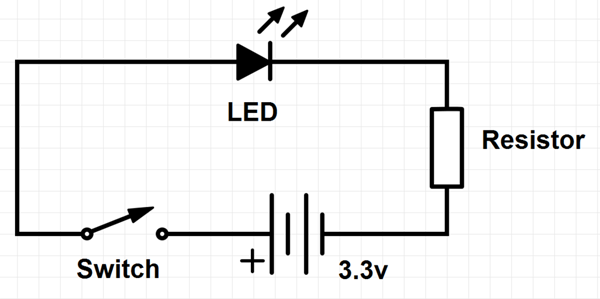 LED
Resistor
Switch
+
3.3v